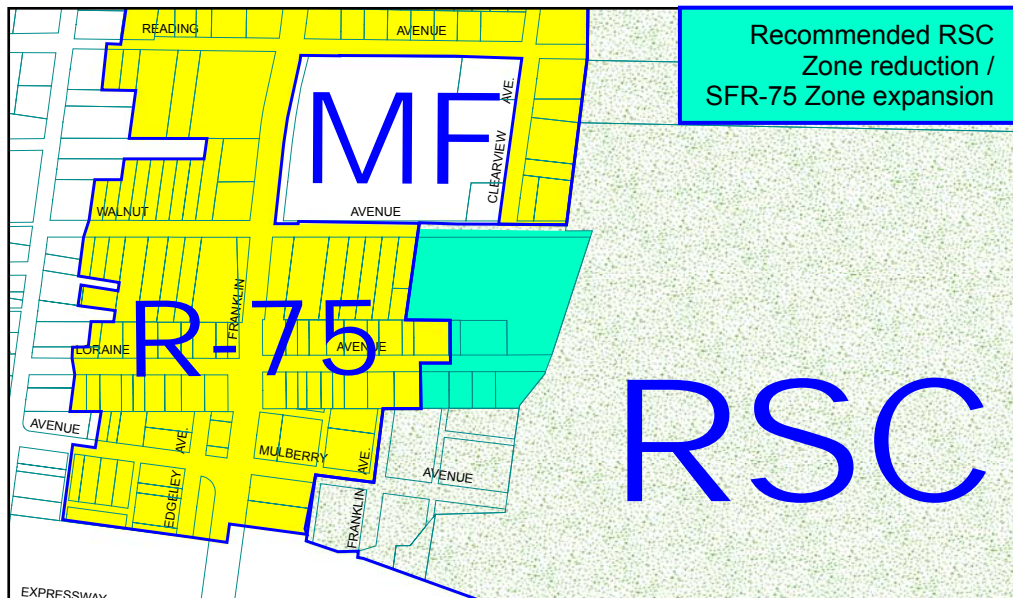 READING
AVENUE
Recommended RSC
Zone reduction /
SFR-75 Zone expansion
MF
AVE.
CLEARVIEW
WALNUT
AVENUE
FRANKLIN
R-75
LORAINE
AVENUE
RSC
AVENUE
AVE.
MULBERRY
AVE.
AVENUE
EDGELEY
FRANKLIN
EXPRESSWAY